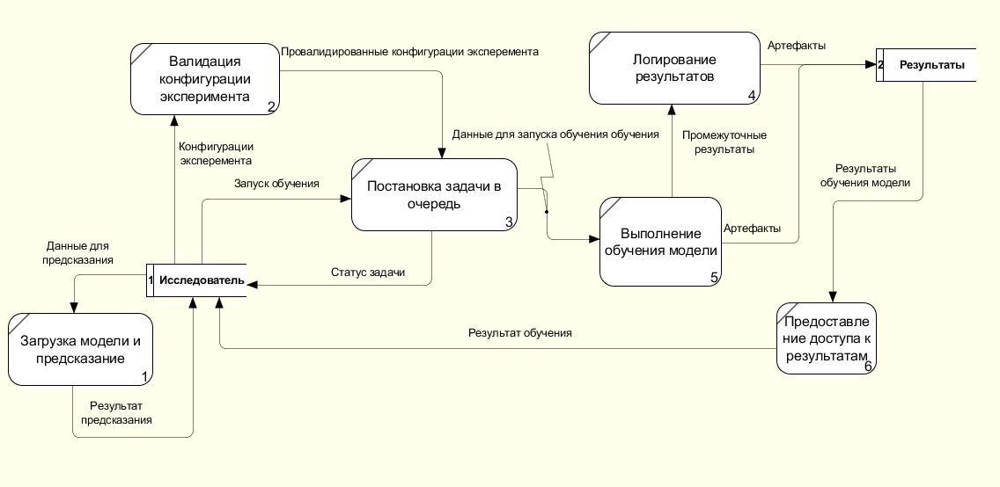 Валидация
конфигурации
эксперимента
2
Провалидированные конфигурации эксперимента
Логирование
результатов
4
Артефакты
2 Результаты
Данные для запуска обучения обучения
Промежуточные
результаты
Конфигурации
эксперемента
Запуск обучения
Постановка задачи в
очередь
3
Результаты
обучения модели
Выполнение
обучения модели
5
Артефакты
Данные для
предсказания
1 Исследователь
Статус задачи
Загрузка модели и
предсказание
1
Результат обучения
Предоставле
ние доступа к
результатам
6
Результат
предсказания